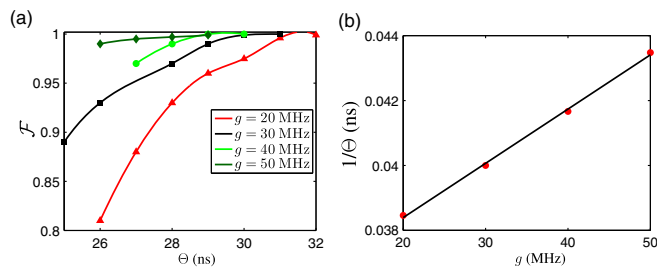 (a)
1
0.95
0.9
0.85
0.8
26
28
30
32
ℱ
Θ (ns)
g = 20 MHz
g = 30 MHz
g = 40 MHz
g = 50 MHz
(b)
0.044
0.042
0.04
0.038
20
30
40
50
1/Θ (ns)
g (MHz)